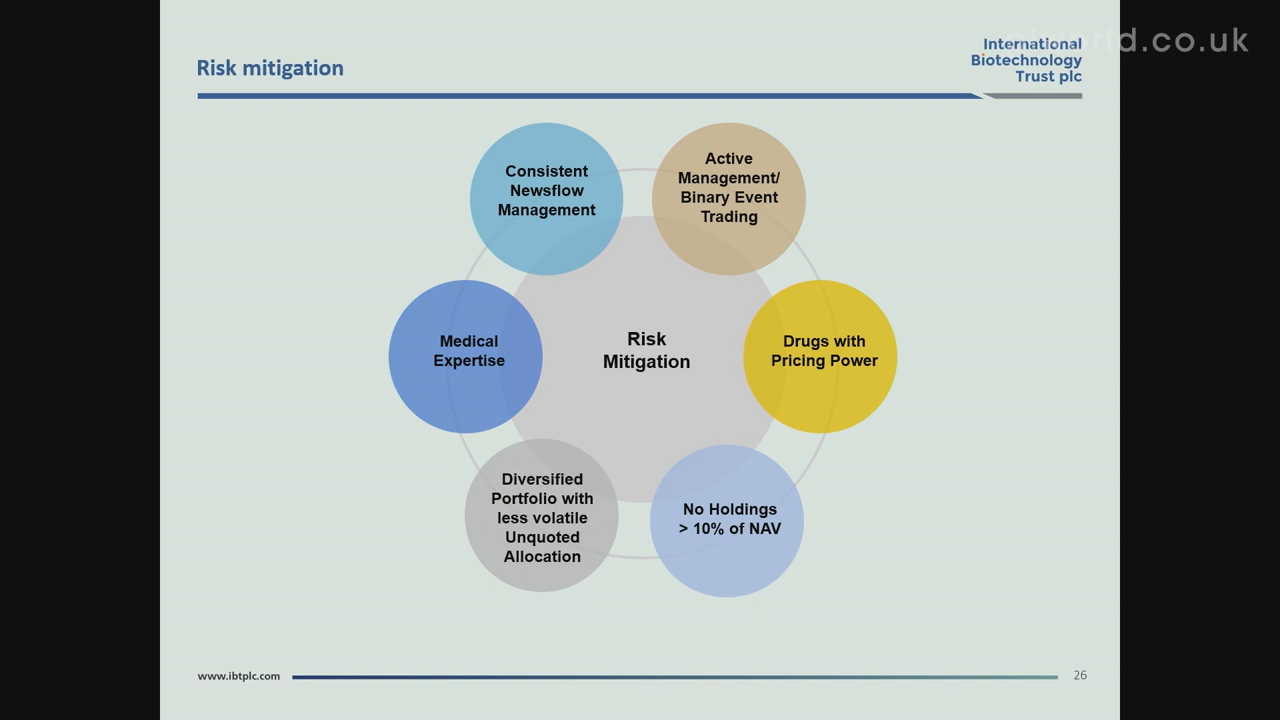 Risk mitigation
International
Biotechnology
Trust plc
d.co.uk
Consistent
Newsflow
Management
Active
Management/
Binary Event
Trading
Medical
Expertise
Risk
Mitigation
Drugs with
Pricing Power
Diversified
Portfolio with
less volatile
Unquoted
Allocation
No Holdings
> 10% of NAV
www.ibtplc.com
26